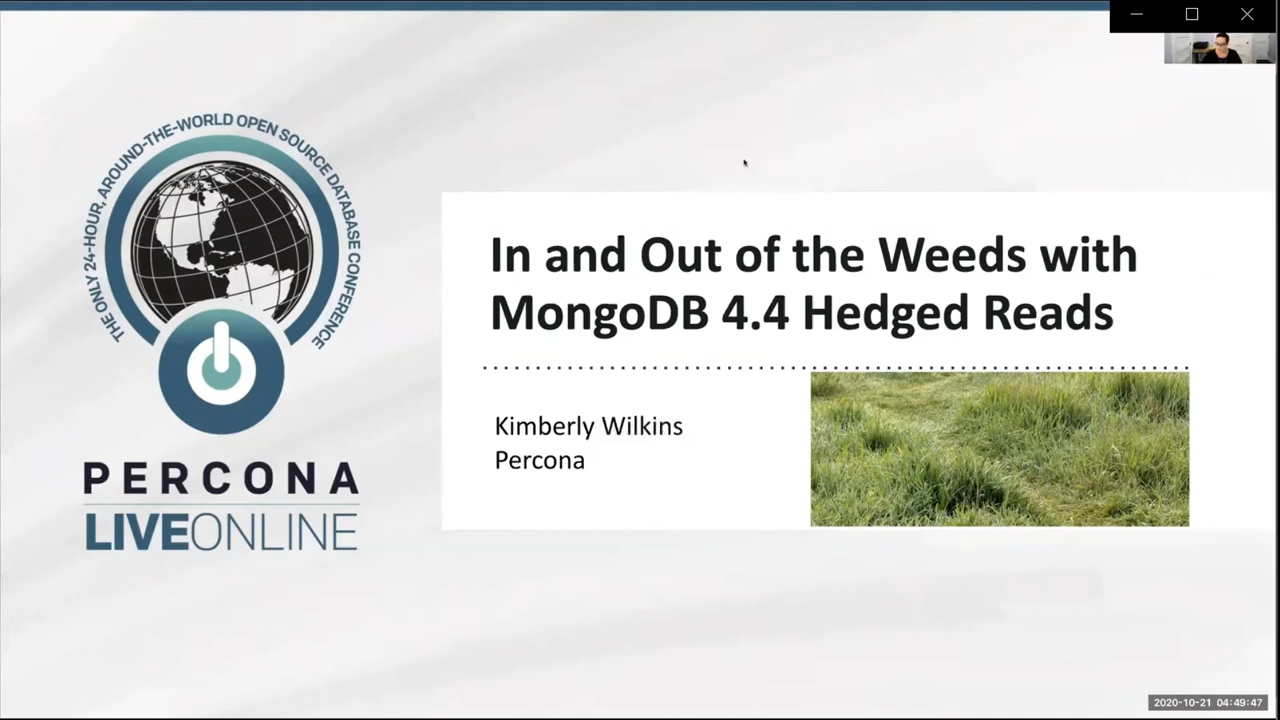 THE ONLY 24-HOUR, AROUND-THE-WORLD OPEN SOURCE DATABASE CONFERENCE
PERCONA
LIVEONLINE
In and Out of the Weeds with
MongoDB 4.4 Hedged Reads
Kimberly Wilkins
Percona
2020-10-21 04:49:47